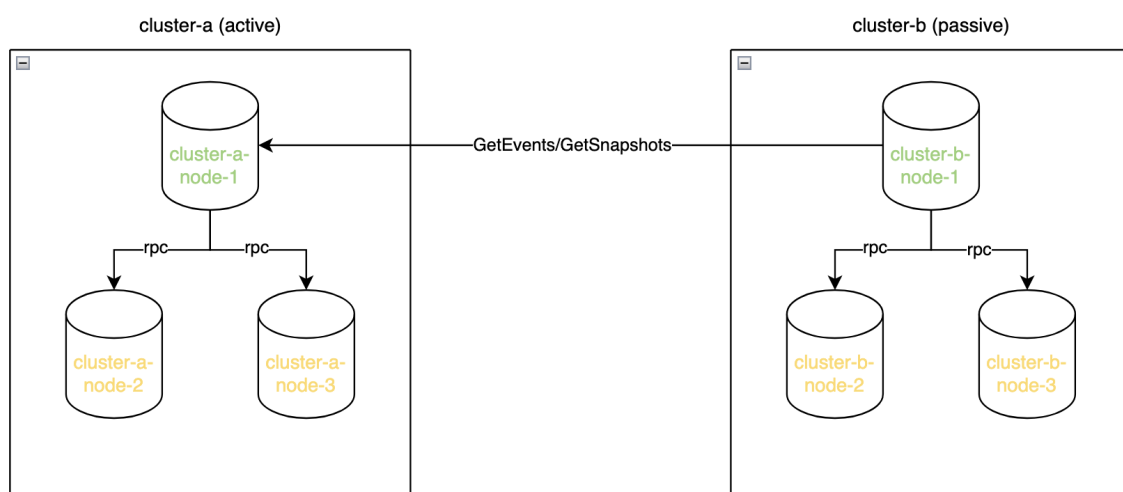 cluster-a (active)
cluster-b (passive)
cluster-a-
node-1
GetEvents/GetSnapshots
cluster-b-
node-1
rpc
rpc
rpc
rpc
cluster-a-
node-2
cluster-a-
node-3
cluster-b-
node-2
cluster-b-
node-3